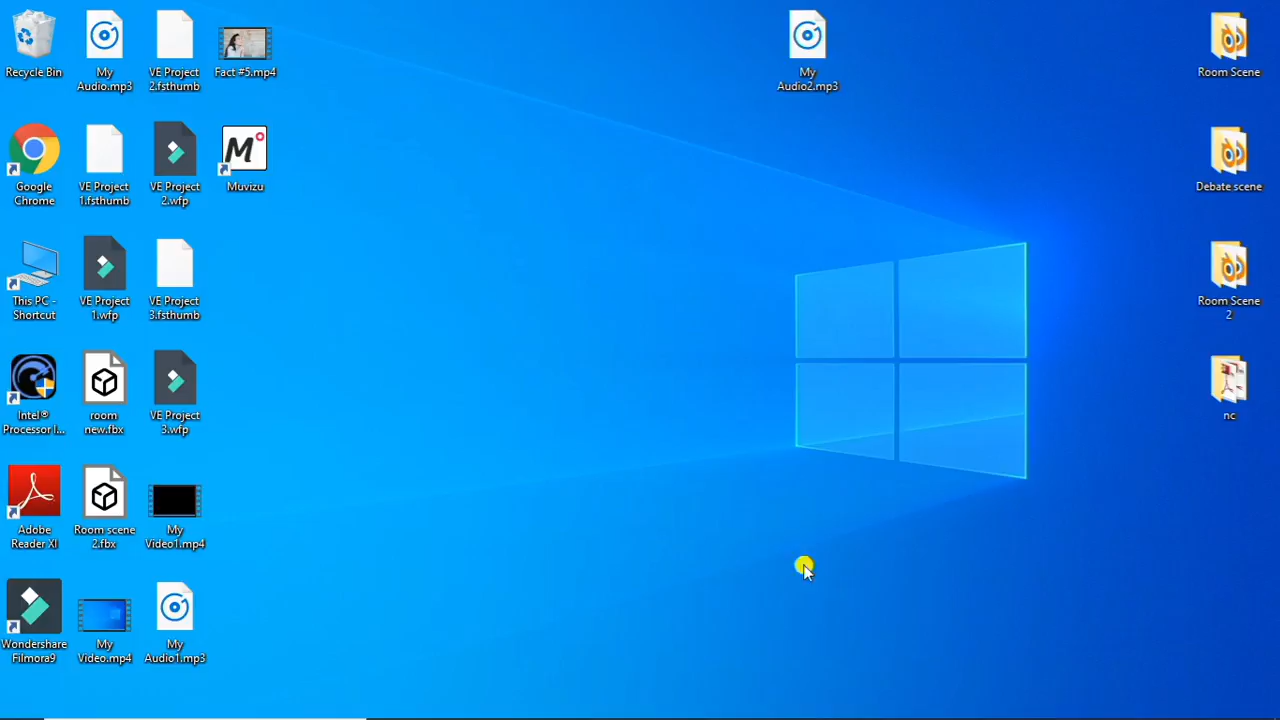 Recycle Bin
My
Audio.mp3
VE Project
2.fsthumb
Fact #5.mp4
My
Audio2.mp3
Room Scene
Google
Chrome
VE Project
1.fsthumb
VE Project
2.wfp
M
Muvizu
Debate scene
This PC -
Shortcut
VE Project
1.wfp
VE Project
3.fsthumb
Room Scene
2
Intel®
Processor I...
room
new.fbx
VE Project
3.wfp
nc
Adobe
Reader XI
Room scene
2.fbx
My
Video1.mp4
Wondershare
Filmora9
My
Video.mp4
My
Audio1.mp3